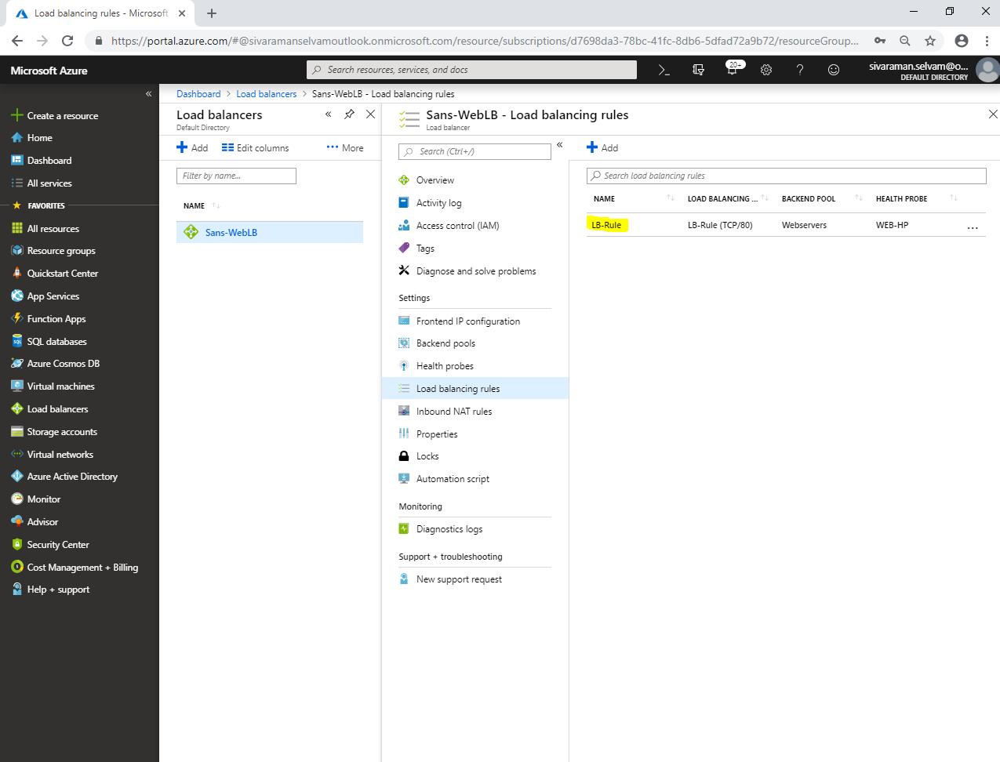 Load balancing rules - Microsoft
https://portal.azure.com/#@sivaramanselvamoutlook.onmicrosoft.com/resource/subscriptions/d7698da3-78bc-41fc-8db6-5dfad72a9b72/resourceGroup...
Microsoft Azure
Search resources, services, and docs
20+
sivaraman.selvam@o...
DEFAULT DIRECTORY
Create a resource
Home
Dashboard
All services
FAVORITES
All resources
Resource groups
Quickstart Center
App Services
Function Apps
SQL databases
Azure Cosmos DB
Virtual machines
Load balancers
Storage accounts
Virtual networks
Azure Active Directory
Monitor
Advisor
Security Center
Cost Management + Billing
Help + support
Dashboard > Load balancers > Sans-WebLB - Load balancing rules
Load balancers
Default Directory
Add Edit columns ... More
Filter by name...
NAME
Sans-WebLB
Sans-WebLB - Load balancing rules
Load balancer
Search (Ctrl+/)
Overview
Activity log
Access control (IAM)
Tags
Diagnose and solve problems
Settings
Frontend IP configuration
Backend pools
Health probes
Load balancing rules
Inbound NAT rules
Properties
Locks
Automation script
Monitoring
Diagnostics logs
Support + troubleshooting
New support request
Add
Search load balancing rules
NAME LOAD BALANCING ... BACKEND POOL HEALTH PROBE
LB-Rule LB-Rule (TCP/80) Webservers WEB-HP ...